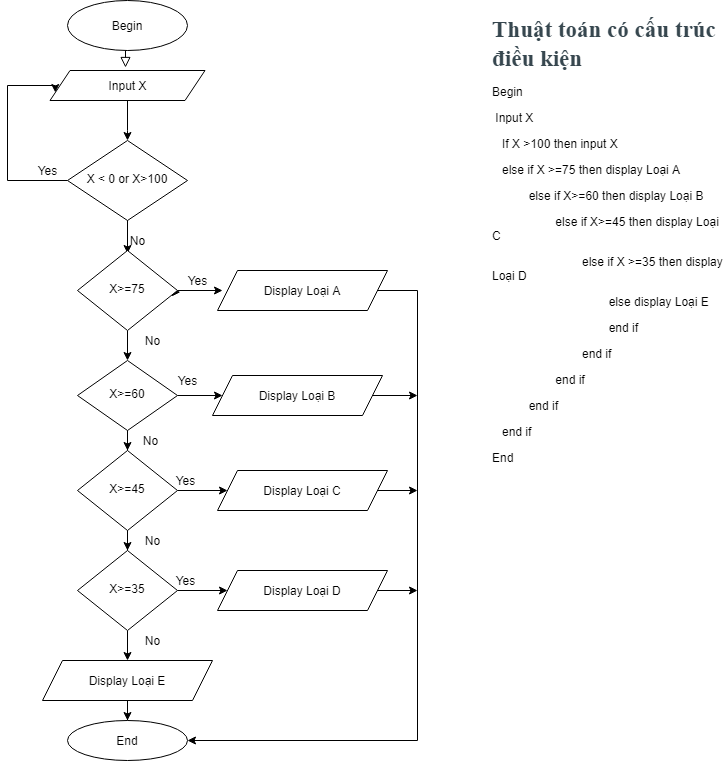 Begin
Input X
Yes
X < 0 or X>100
No
X>=75
Yes
Display Loại A
No
X>=60
Yes
Display Loại B
No
X>=45
Yes
Display Loại C
No
X>=35
Yes
Display Loại D
No
Display Loại E
End
Thuật toán có cấu trúc
điều kiện
Begin
Input X
If X >100 then input X
else if X >=75 then display Loại A
else if X>=60 then display Loại B
else if X>=45 then display Loại
C
else if X >=35 then display
Loại D
else display Loại E
end if
end if
end if
end if
end if
End